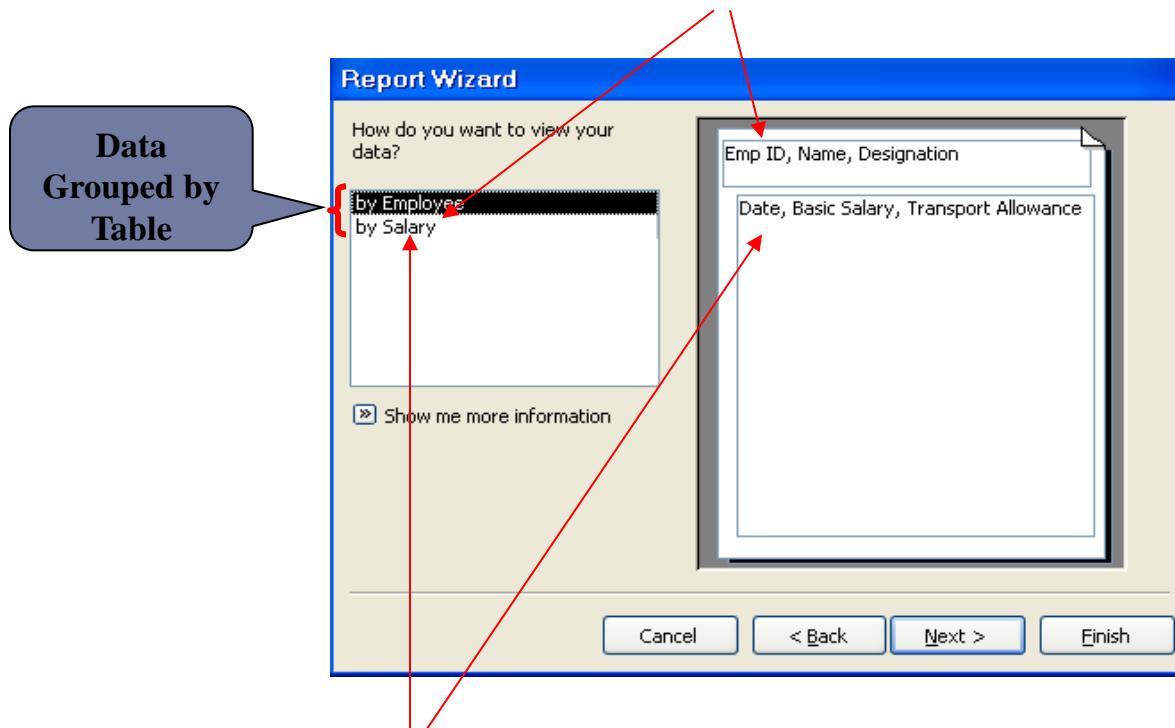 Report Wizard
Data
Grouped by
Table
How do you want to view your
data?
by Employee
by Salary
Show me more information
Emp ID, Name, Designation
Date, Basic Salary, Transport Allowance
Cancel
< Back
Next >
Finish